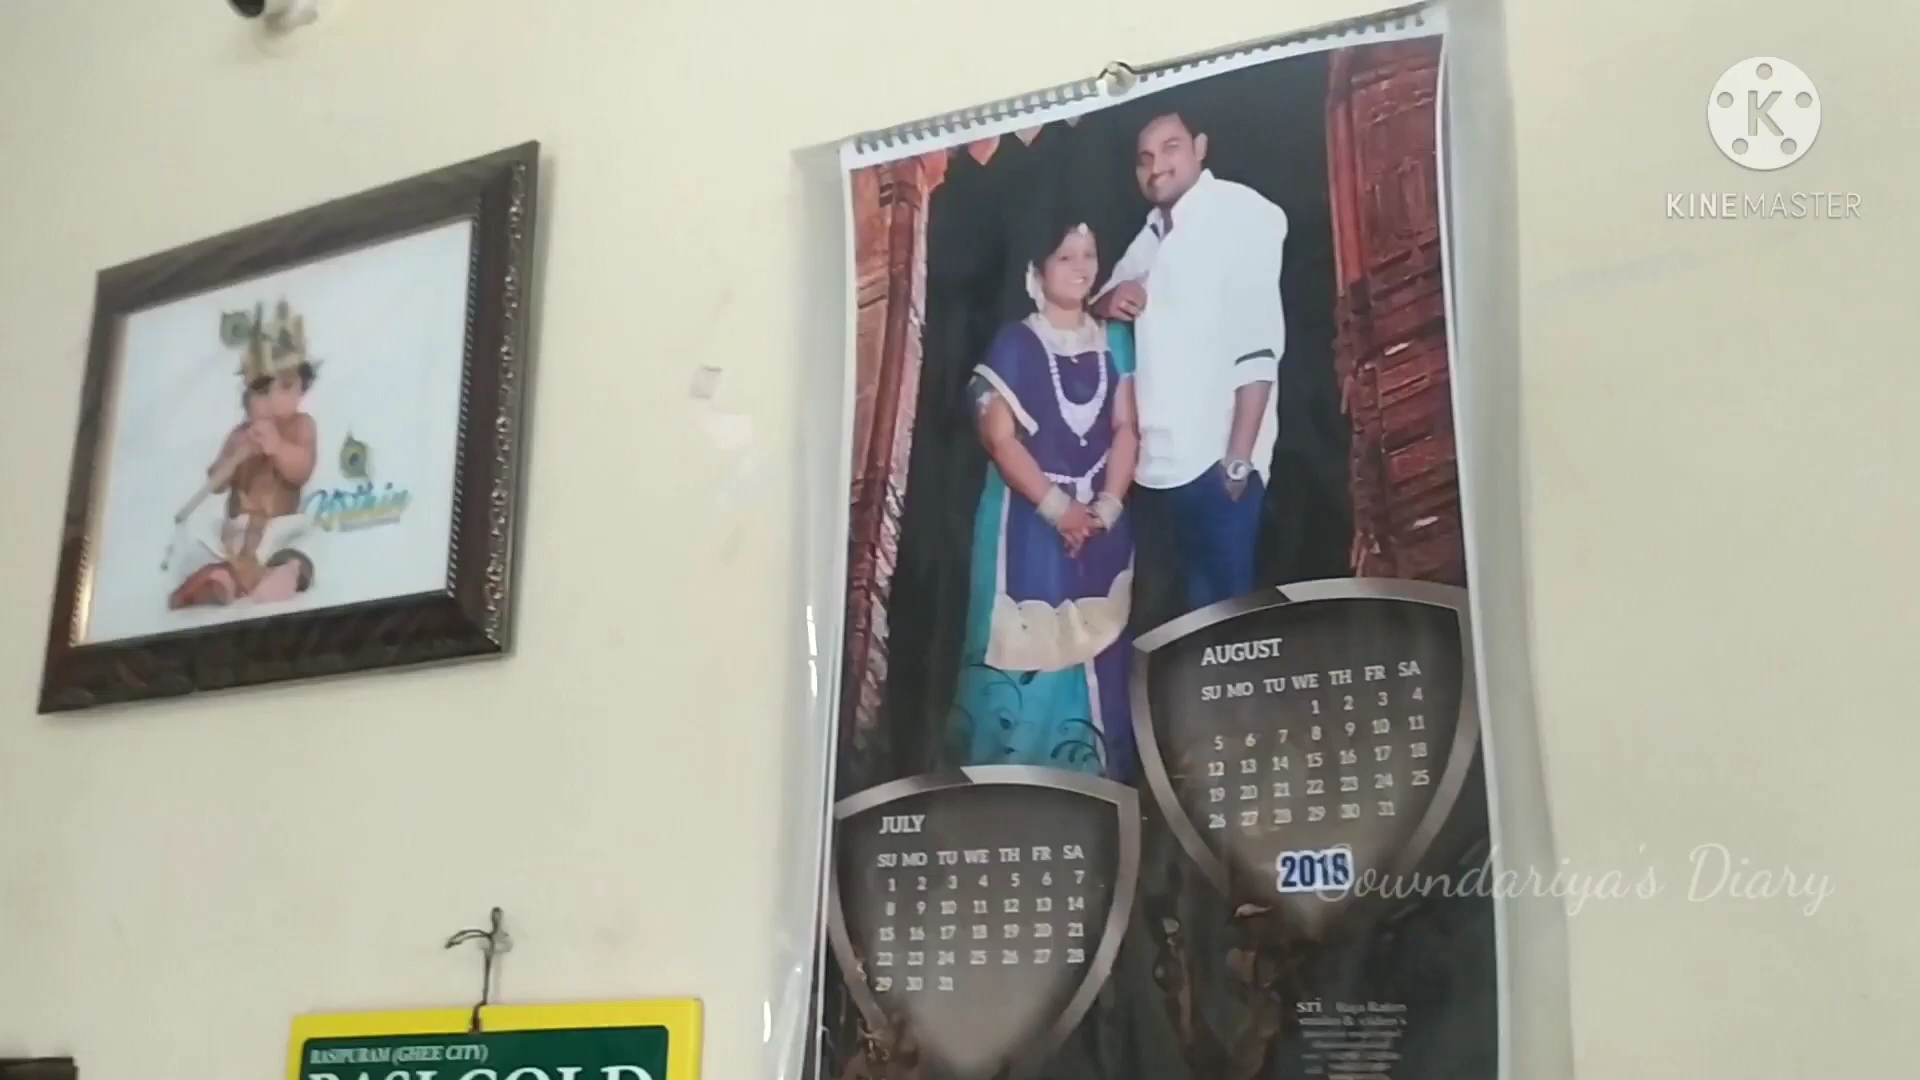 K
KINEMASTER
AUGUST
SU MO TU WE TH FR SA
1 2 3 4
5 6 7 8 9 10 11
12 13 14 15 16 17 18
19 20 21 22 23 24 25
26 27 28 29 30 31
JULY
SU MO TU WE TH FR SA
1 2 3 4 5 6 7
8 9 10 11 12 13 14
15 16 17 18 19 20 21
22 23 24 25 26 27 28
29 30 31
2018
Sowndariya's Diary
sri
RASIPURAM (GHEE CITY)
RASI GOLD